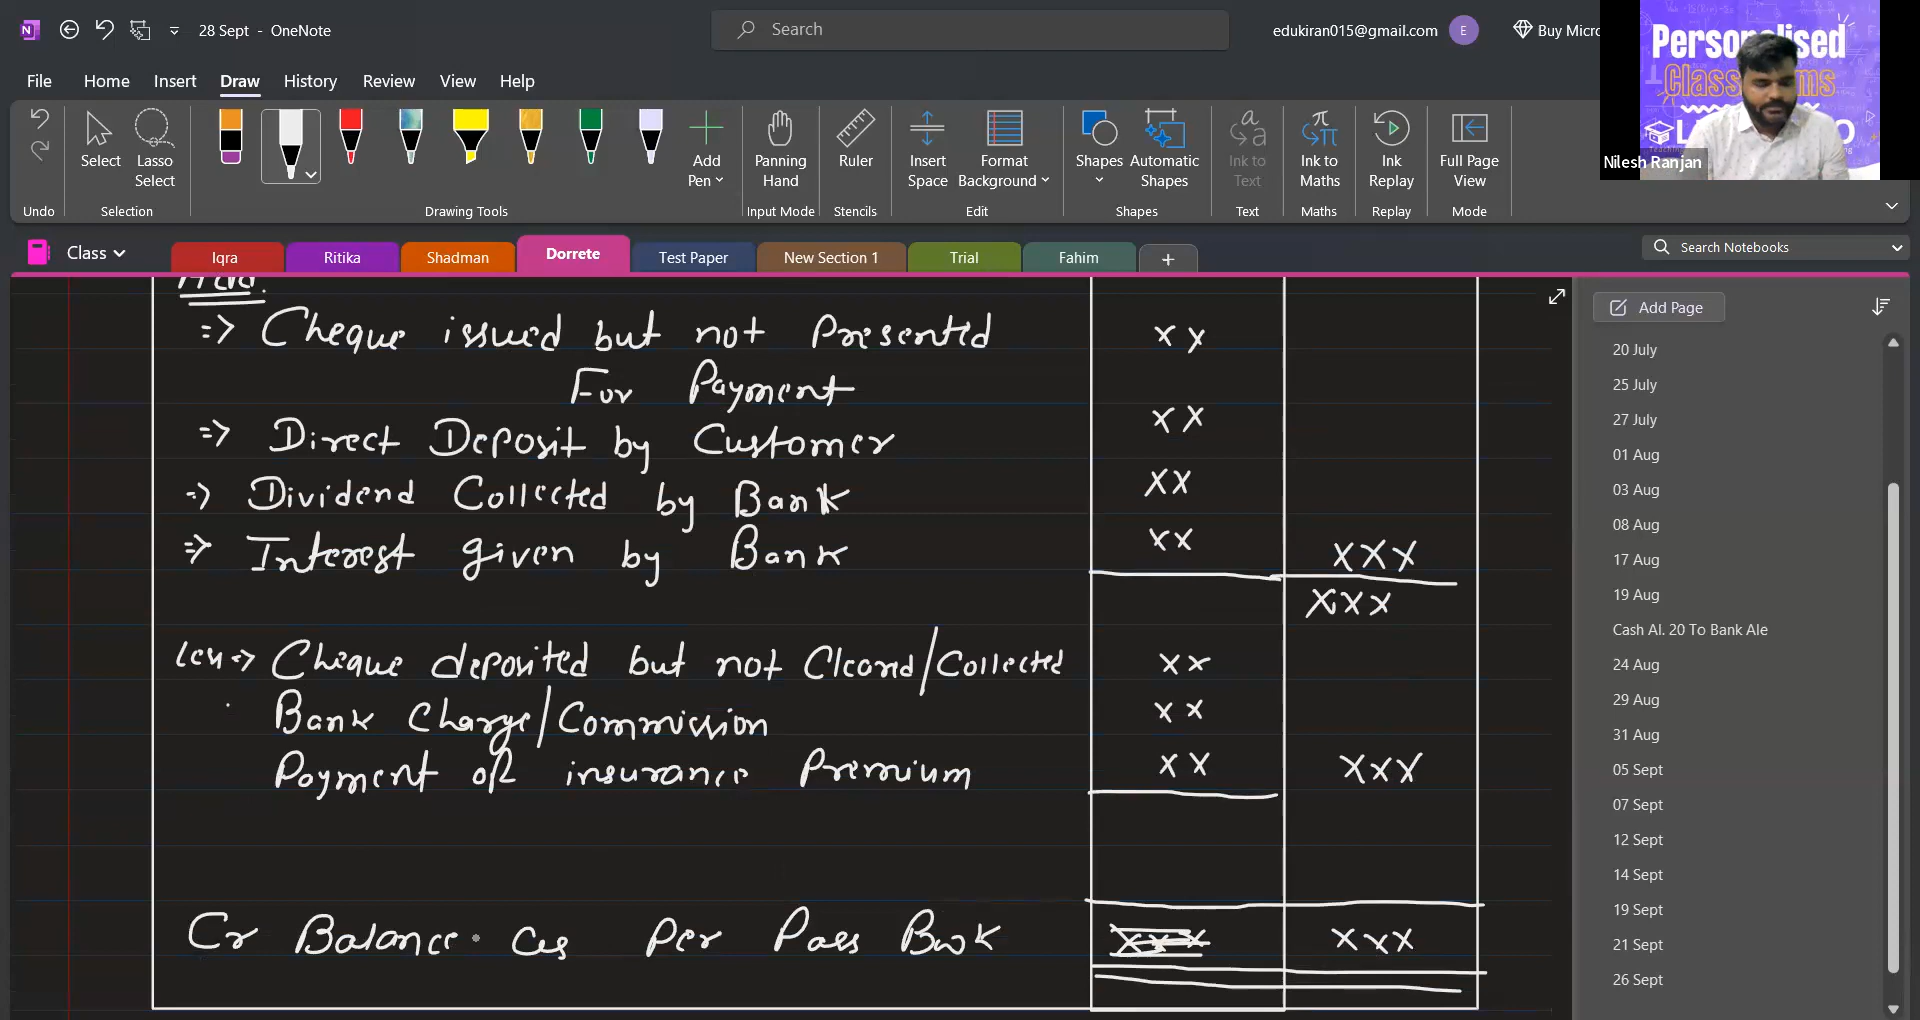 28 Sept - OneNote
Search
edukiran015@gmail.com
E
Buy Micro
File
Home
Insert
Draw
History
Review
View
Help
Select
Lasso
Select
Add
Pen
Panning
Hand
Ruler
Insert
Space
Format
Background
Shapes
Automatic
Shapes
Ink to
Text
Ink to
Maths
Ink
Replay
Full Page
View
Undo
Selection
Drawing Tools
Input Mode
Stencils
Edit
Shapes
Text
Maths
Replay
Mode
Personalised
Nilesh Ranjan
Class
Iqra
Ritika
Shadman
Dorrete
Test Paper
New Section 1
Trial
Fahim
+
Search Notebooks
=> Cheque issued but not Presented xx
For Payment
=> Direct Deposit by Customer xx
=> Dividend Collected by Bank xx
=> Interest given by Bank xx xxx
xxx
=> Cheque deposited but not Cleared/Collected xx
Bank Charge/Commission xx
Payment of insurance Premium xx xxx
Cr Balance as Per Pass Book xxx
Add Page
20 July
25 July
27 July
01 Aug
03 Aug
08 Aug
17 Aug
19 Aug
Cash Al. 20 To Bank Ale
24 Aug
29 Aug
31 Aug
05 Sept
07 Sept
12 Sept
14 Sept
19 Sept
21 Sept
26 Sept